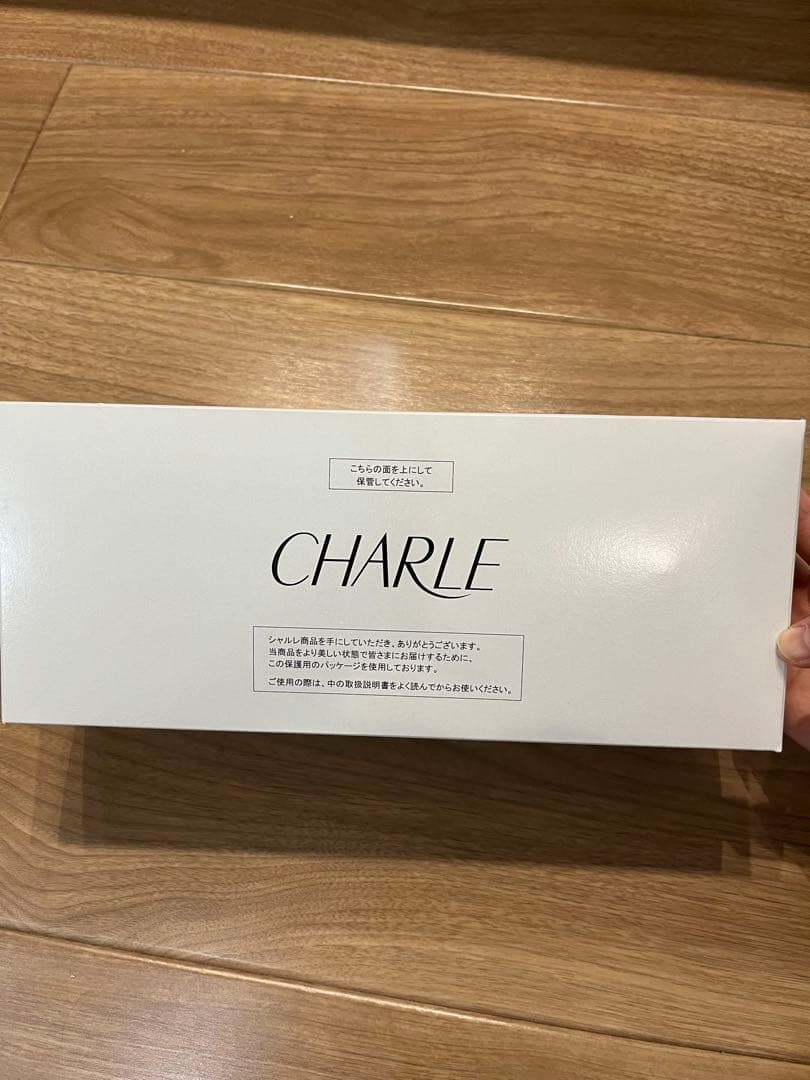 こちらの面を上にして
保管してください。
CHARLE
シャルレ商品を手にしていただき、ありがとうございます。
当商品をより美しい状態で皆さまにお届けするために、
この保護用のパッケージを使用しております。
ご使用の際は、中の取扱説明書をよく読んでからお使いください。